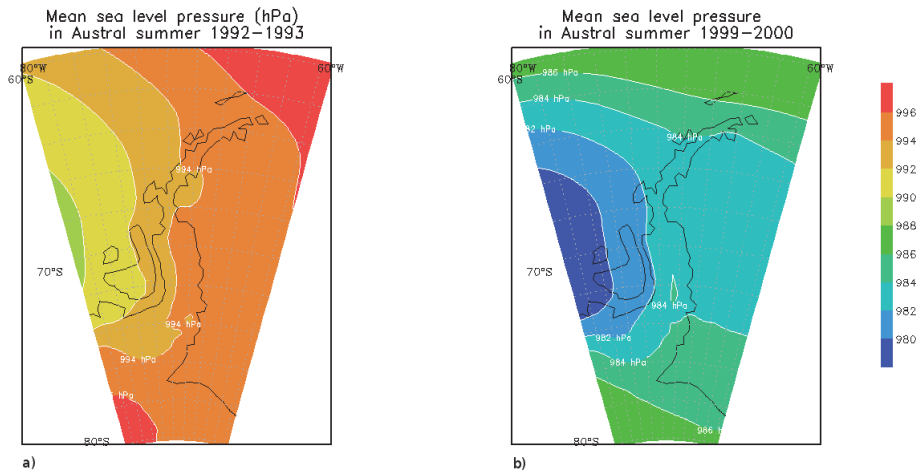 Mean sea level pressure (hPa)
in Austral summer 1992-1993
80°W
60°W
60°S
994 hPa
70°S
994 hPa
994 hPa
hPa
80°S
a)
Mean sea level pressure
in Austral summer 1999-2000
80°W
60°W
60°S
986 hPa
984 hPa
982 hPa
984 hPa
70°S
984 hPa
982 hPa
984 hPa
986 h
80°S
b)
996
994
992
990
988
986
984
982
980